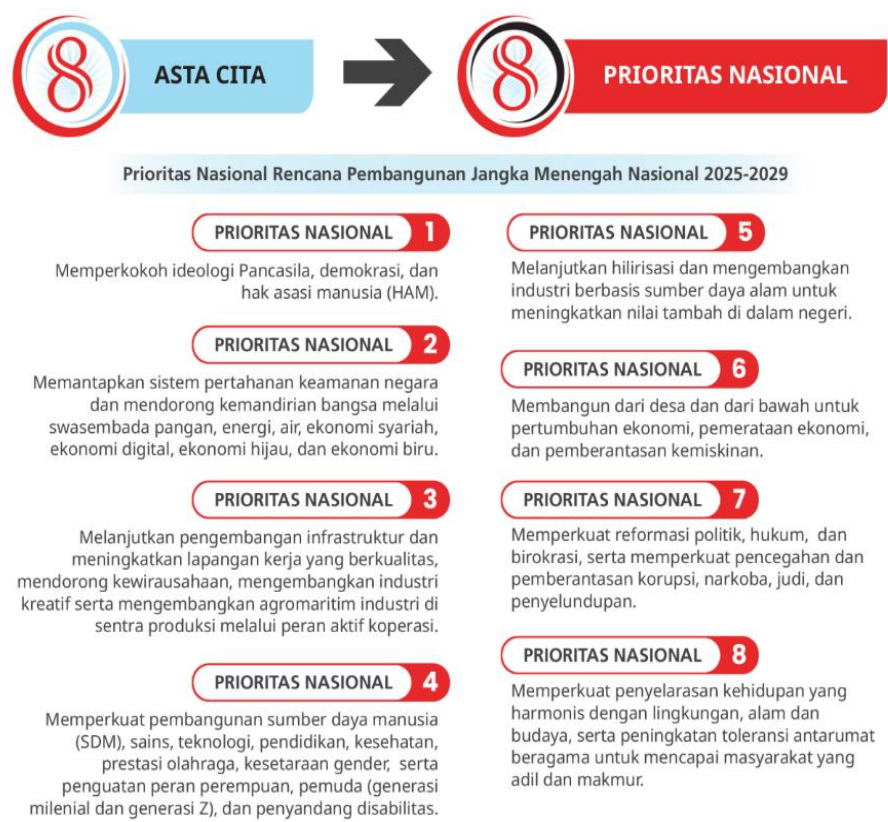 8 ASTA CITA
8 PRIORITAS NASIONAL
Prioritas Nasional Rencana Pembangunan Jangka Menengah Nasional 2025-2029
PRIORITAS NASIONAL 1
Memperkokoh ideologi Pancasila, demokrasi, dan
hak asasi manusia (HAM).
PRIORITAS NASIONAL 2
Memantapkan sistem pertahanan keamanan negara
dan mendorong kemandirian bangsa melalui
swasembada pangan, energi, air, ekonomi syariah,
ekonomi digital, ekonomi hijau, dan ekonomi biru.
PRIORITAS NASIONAL 3
Melanjutkan pengembangan infrastruktur dan
meningkatkan lapangan kerja yang berkualitas,
mendorong kewirausahaan, mengembangkan industri
kreatif serta mengembangkan agromaritim industri di
sentra produksi melalui peran aktif koperasi.
PRIORITAS NASIONAL 4
Memperkuat pembangunan sumber daya manusia
(SDM), sains, teknologi, pendidikan, kesehatan,
prestasi olahraga, kesetaraan gender, serta
penguatan peran perempuan, pemuda (generasi
milenial dan generasi Z), dan penyandang disabilitas.
PRIORITAS NASIONAL 5
Melanjutkan hilirisasi dan mengembangkan
industri berbasis sumber daya alam untuk
meningkatkan nilai tambah di dalam negeri.
PRIORITAS NASIONAL 6
Membangun dari desa dan dari bawah untuk
pertumbuhan ekonomi, pemerataan ekonomi,
dan pemberantasan kemiskinan.
PRIORITAS NASIONAL 7
Memperkuat reformasi politik, hukum, dan
birokrasi, serta memperkuat pencegahan dan
pemberantasan korupsi, narkoba, judi, dan
penyelundupan.
PRIORITAS NASIONAL 8
Memperkuat penyelarasan kehidupan yang
harmonis dengan lingkungan, alam dan
budaya, serta peningkatan toleransi antarumat
beragama untuk mencapai masyarakat yang
adil dan makmur.